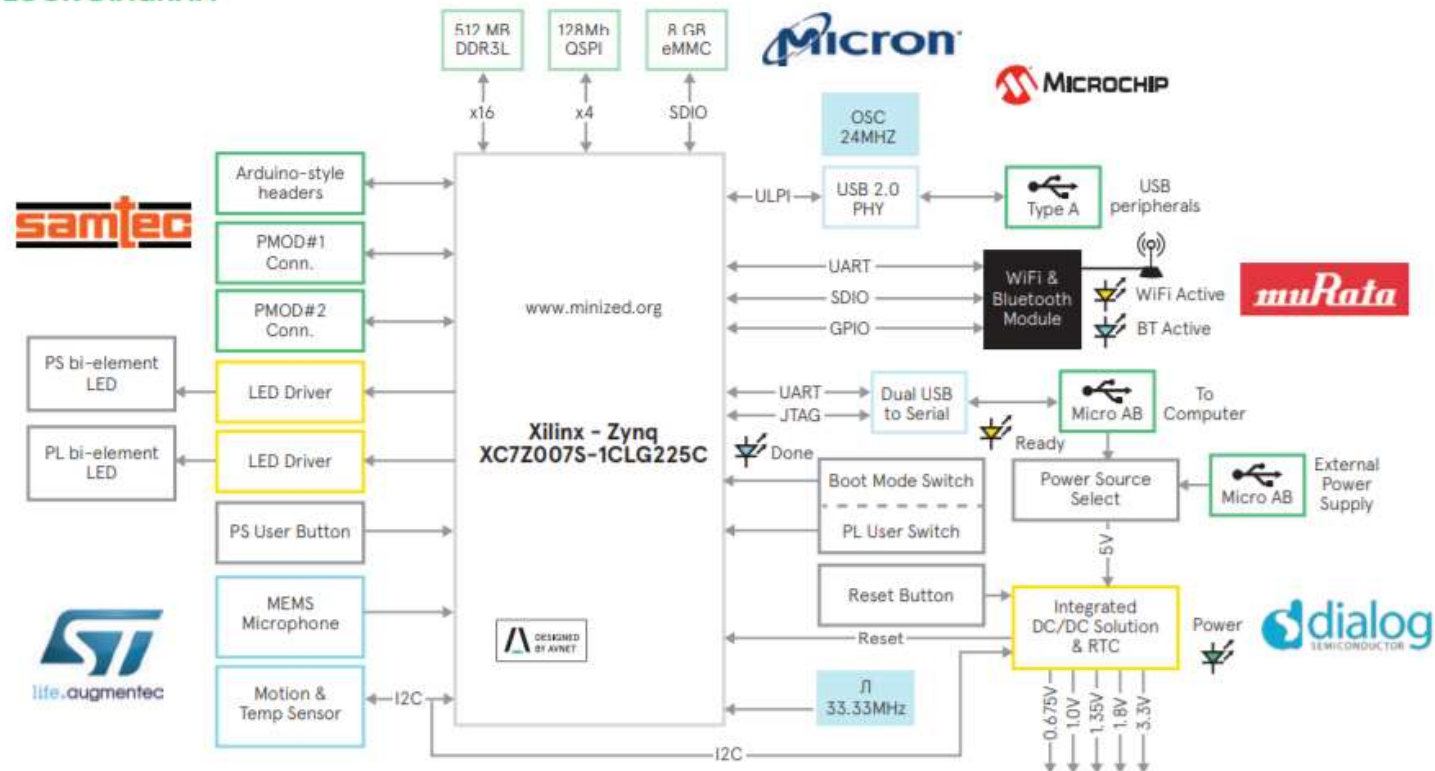 512 MB
DDR3L
128Mb
QSPI
8 GB
eMMC
Micron
MICROCHIP
x16
x4
SDIO
OSC
24MHZ
Arduino-style
headers
ULPI
USB 2.0
PHY
Type A
USB
peripherals
samtec
PMOD#1
Conn.
UART
SDIO
GPIO
WiFi &
Bluetooth
Module
WiFi Active
BT Active
muRata
www.minized.org
PMOD#2
Conn.
PS bi-element
LED
LED Driver
UART
JTAG
Dual USB
to Serial
Micro AB
To
Computer
Xilinx - Zynq
XC7Z007S-1CLG225C
Done
Ready
PL bi-element
LED
LED Driver
Boot Mode Switch
PL User Switch
Power Source
Select
Micro AB
External
Power
Supply
PS User Button
5V
Reset Button
MEMS
Microphone
DESIGNED
BY AVNET
Reset
Integrated
DC/DC Solution
& RTC
Power
dialog
SEMICONDUCTOR
ST
life.augmentec
Motion &
Temp Sensor
I2C
33.33MHz
I2C
0.675V
1.0V
1.35V
1.8V
3.3V